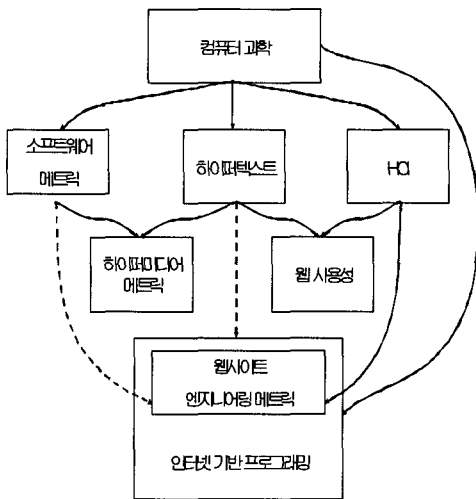 컴퓨터 과학
소프트웨어
메트릭
하이퍼텍스트
HCI
하이퍼미디어
메트릭
웹 사용성
웹사이트
엔지니어링 메트릭
인터넷 기반 프로그래밍